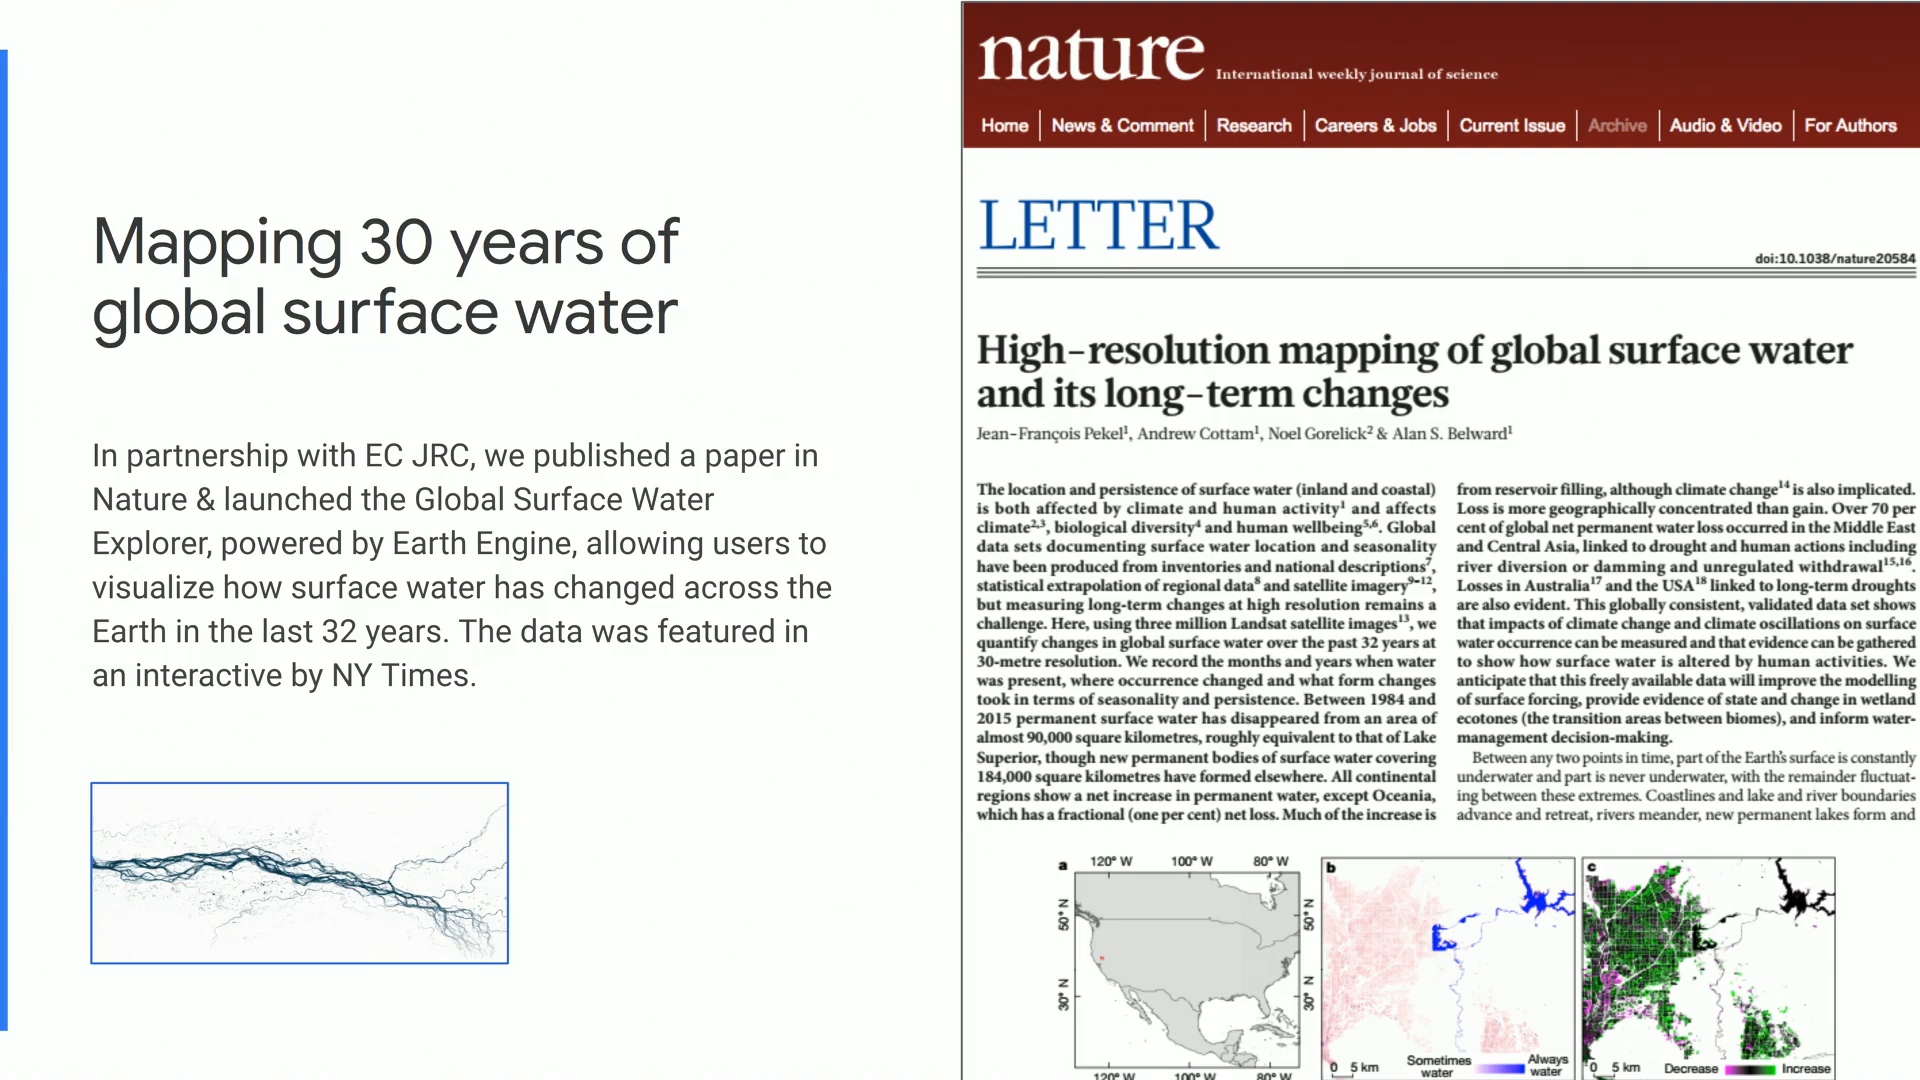 Mapping 30 years of
global surface water
In partnership with EC JRC, we published a paper in
Nature & launched the Global Surface Water
Explorer, powered by Earth Engine, allowing users to
visualize how surface water has changed across the
Earth in the last 32 years. The data was featured in
an interactive by NY Times.
nature International weekly journal of science
Home News & Comment Research Careers & Jobs Current Issue Archive Audio & Video For Authors
LETTER
doi:10.1038/nature20584
High-resolution mapping of global surface water
and its long-term changes
Jean-François Pekel¹, Andrew Cottam¹, Noel Gorelick² & Alan S. Belward¹
The location and persistence of surface water (inland and coastal)
is both affected by climate and human activity¹ and affects
climate²,³, biological diversity⁴ and human wellbeing⁵,⁶. Global
data sets documenting surface water location and seasonality
have been produced from inventories and national descriptions⁷,
statistical extrapolation of regional data⁸ and satellite imagery⁹⁻¹²,
but measuring long-term changes at high resolution remains a
challenge. Here, using three million Landsat satellite images¹³, we
quantify changes in global surface water over the past 32 years at
30-metre resolution. We record the months and years when water
was present, where occurrence changed and what form changes
took in terms of seasonality and persistence. Between 1984 and
2015 permanent surface water has disappeared from an area of
almost 90,000 square kilometres, roughly equivalent to that of Lake
Superior, though new permanent bodies of surface water covering
184,000 square kilometres have formed elsewhere. All continental
regions show a net increase in permanent water, except Oceania,
which has a fractional (one per cent) net loss. Much of the increase is
from reservoir filling, although climate change¹⁴ is also implicated.
Loss is more geographically concentrated than gain. Over 70 per
cent of global net permanent water loss occurred in the Middle East
and Central Asia, linked to drought and human actions including
river diversion or damming and unregulated withdrawal¹⁵,¹⁶.
Losses in Australia¹⁷ and the USA¹⁸ linked to long-term droughts
are also evident. This globally consistent, validated data set shows
that impacts of climate change and climate oscillations on surface
water occurrence can be measured and that evidence can be gathered
to show how surface water is altered by human activities. We
anticipate that this freely available data will improve the modelling
of surface forcing, provide evidence of state and change in wetland
ecotones (the transition areas between biomes), and inform water-
management decision-making.
Between any two points in time, part of the Earth's surface is constantly
underwater and part is never underwater, with the remainder fluctuat-
ing between these extremes. Coastlines and lake and river boundaries
advance and retreat, rivers meander, new permanent lakes form and
a 120° W 100° W 80° W
50° N 50° N
30° N 30° N
120° W 100° W 80° W
b
0 5 km Sometimes water Always water
c
0 5 km Decrease Increase